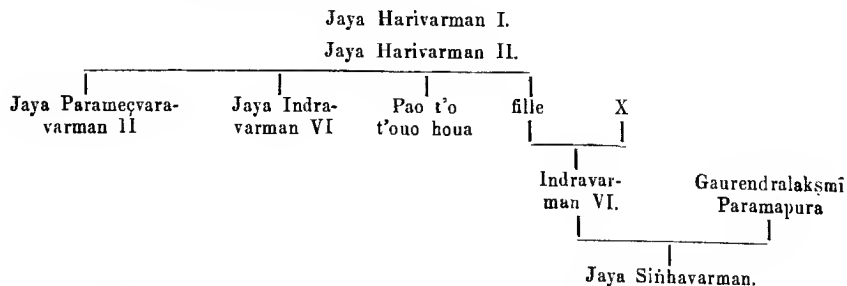 Jaya Harivarman I.
Jaya Harivarman II.
Jaya Parameçvara-
varman II
Jaya Indra-
varman VI
Pao t'o
t'ouo houa
fille
X
Indravar-
man VI.
Gaurendralakṣmî
Paramapura
Jaya Siṅhavarman.